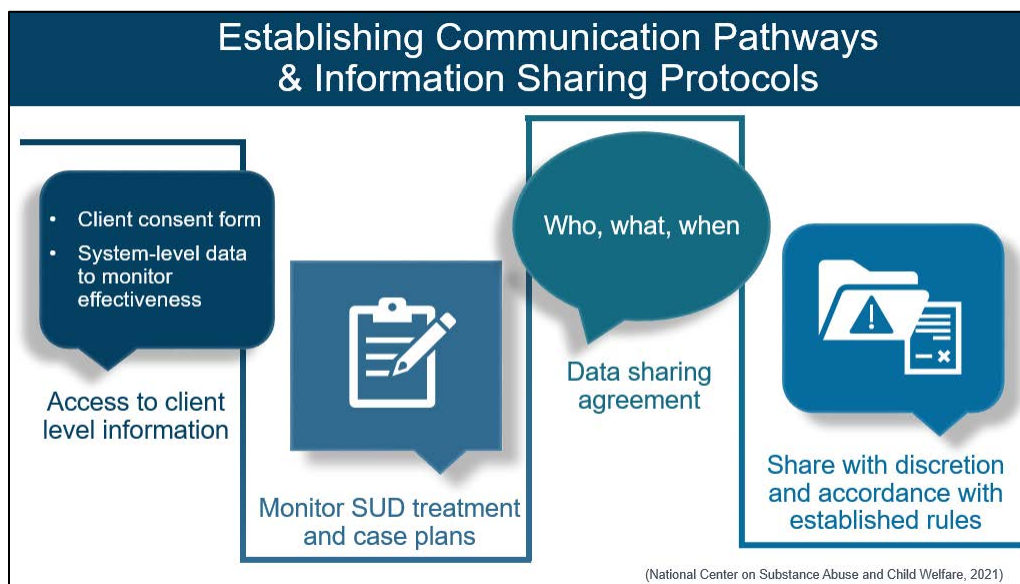 Establishing Communication Pathways
& Information Sharing Protocols
• Client consent form
• System-level data
to monitor
effectiveness
Access to client
level information
Monitor SUD treatment
and case plans
Who, what, when
Data sharing
agreement
Share with discretion
and accordance with
established rules
(National Center on Substance Abuse and Child Welfare, 2021)